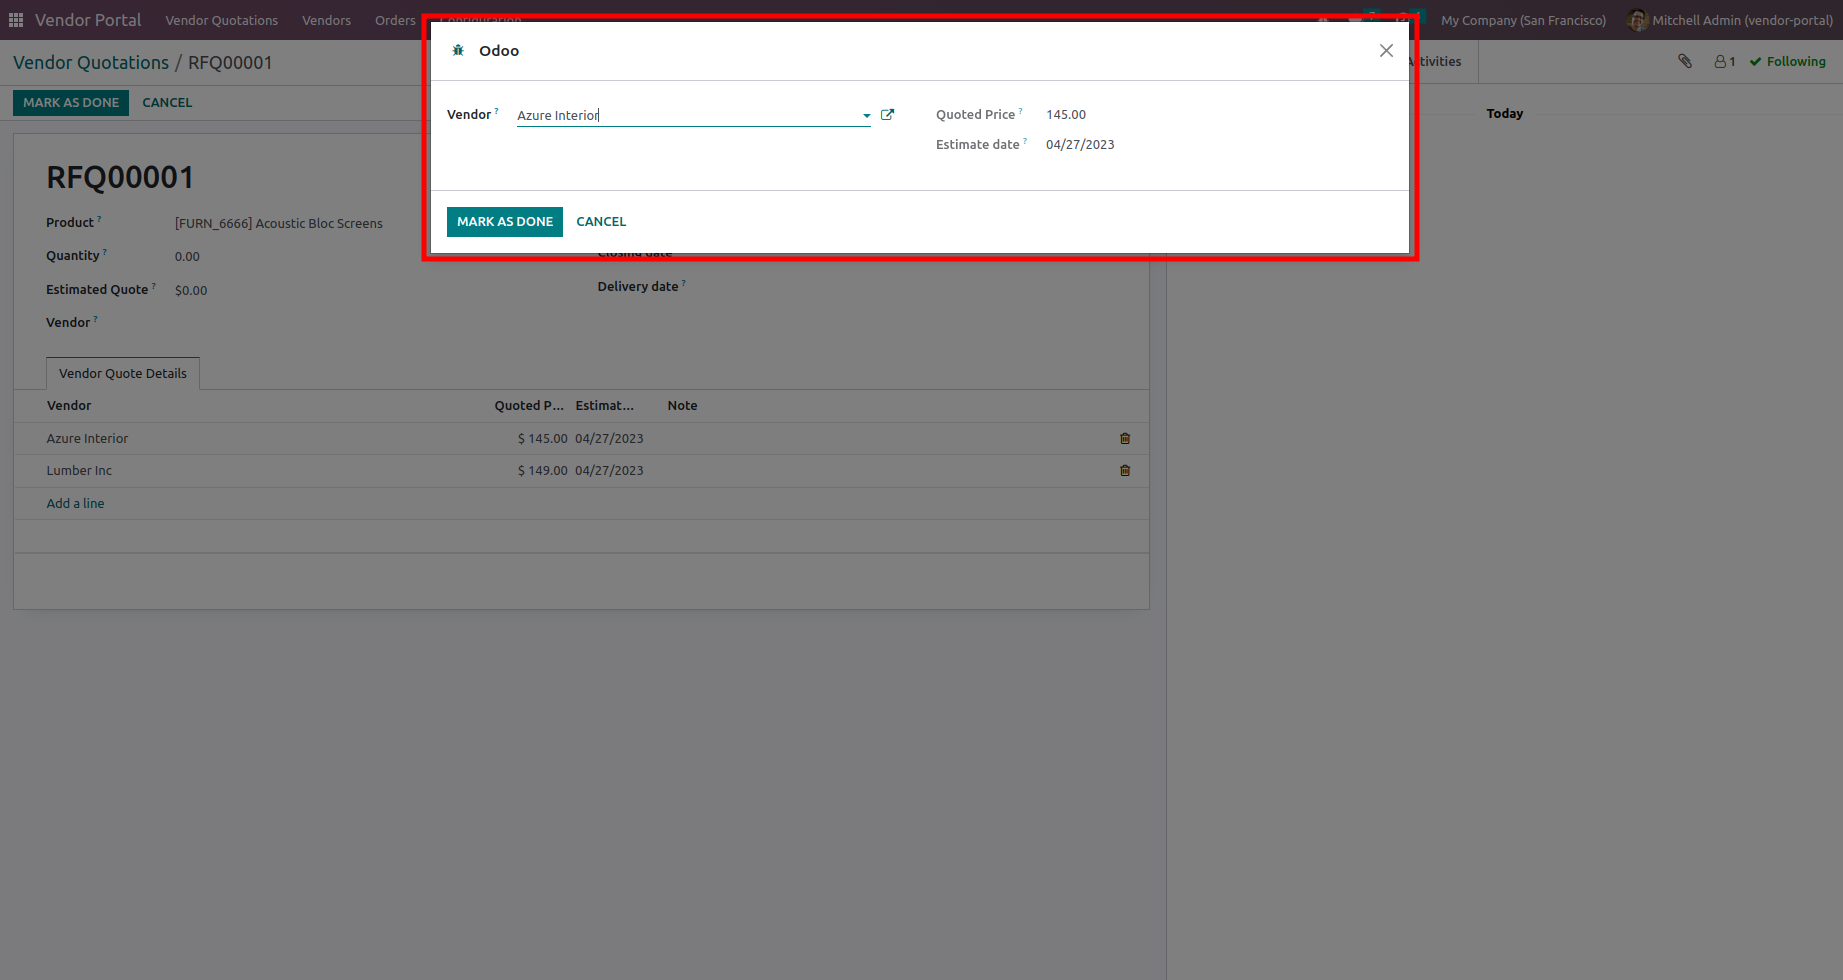 Vendor Portal Vendor Quotations Vendors Orders Configuration My Company (San Francisco) Mitchell Admin (vendor-portal)
Odoo
Vendor Quotations / RFQ00001
Activities 1 Following
MARK AS DONE CANCEL
Vendor ? Azure Interior Quoted Price ? 145.00
Today
Estimate date ? 04/27/2023
RFQ00001
MARK AS DONE CANCEL
Product ? [FURN_6666] Acoustic Bloc Screens
Quantity ? 0.00
Closing date
Estimated Quote ? $0.00
Delivery date ?
Vendor ?
Vendor Quote Details
Vendor Quoted P... Estimat... Note
Azure Interior $ 145.00 04/27/2023
Lumber Inc $ 149.00 04/27/2023
Add a line